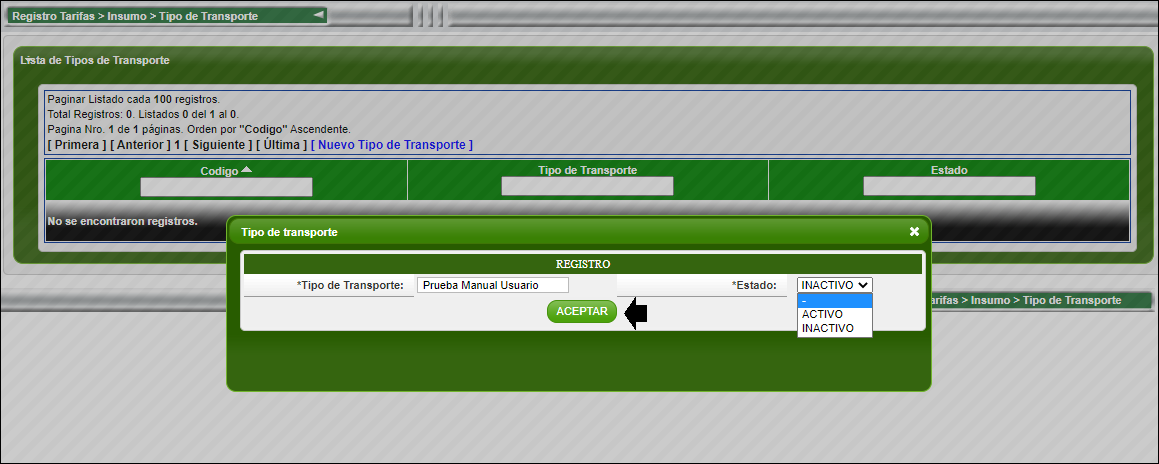 Registro Tarifas > Insumo > Tipo de Transporte
Lista de Tipos de Transporte
Paginar Listado cada 100 registros.
Total Registros: 0. Listados 0 del 1 al 0.
Pagina Nro. 1 de 1 páginas. Orden por "Codigo" Ascendente.
[ Primera ] [ Anterior ] 1 [ Siguiente ] [ Última ] [ Nuevo Tipo de Transporte ]
Codigo Tipo de Transporte Estado
No se encontraron registros.
Tipo de transporte
REGISTRO
*Tipo de Transporte: Prueba Manual Usuario *Estado: INACTIVO
-
ACTIVO
INACTIVO
ACEPTAR
arifas > Insumo > Tipo de Transporte